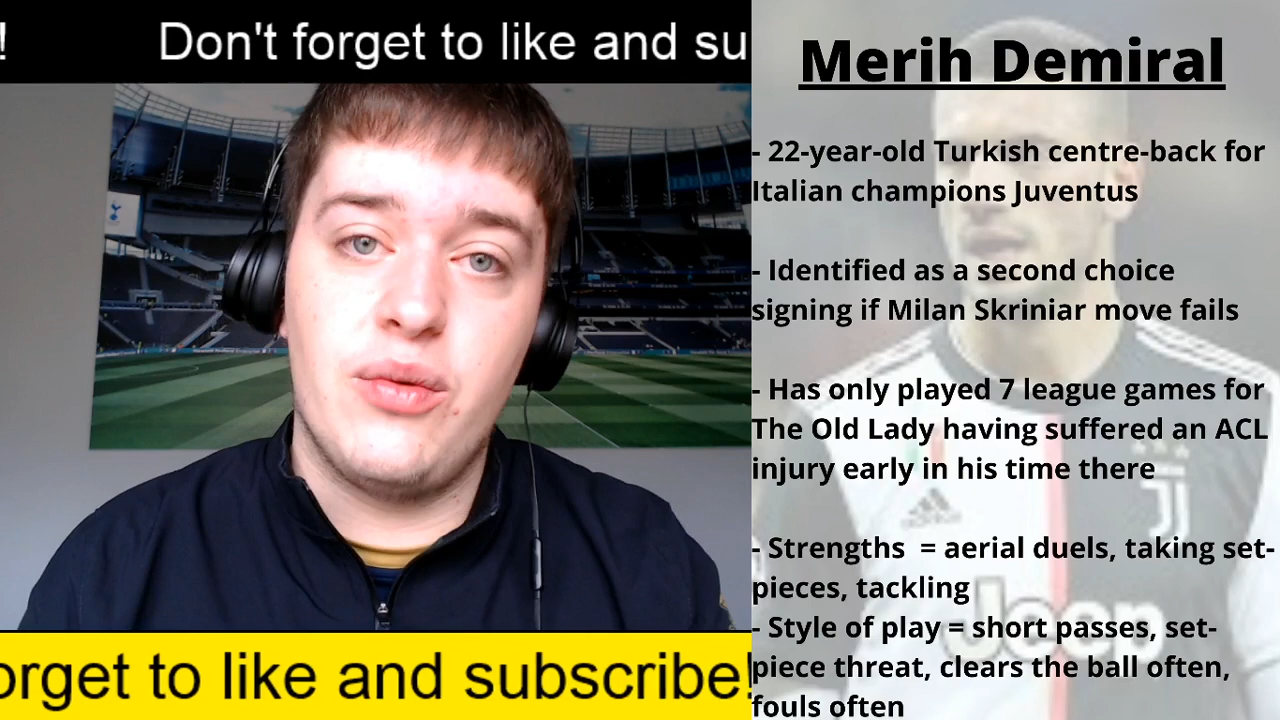 !
Don't forget to like and su
Merih Demiral
- 22-year-old Turkish centre-back for
Italian champions Juventus
- Identified as a second choice
signing if Milan Skriniar move fails
- Has only played 7 league games for
The Old Lady having suffered an ACL
injury early in his time there
- Strengths = aerial duels, taking set-
pieces, tackling
- Style of play = short passes, set-
piece threat, clears the ball often,
fouls often
Jeep
orget to like and subscribe!